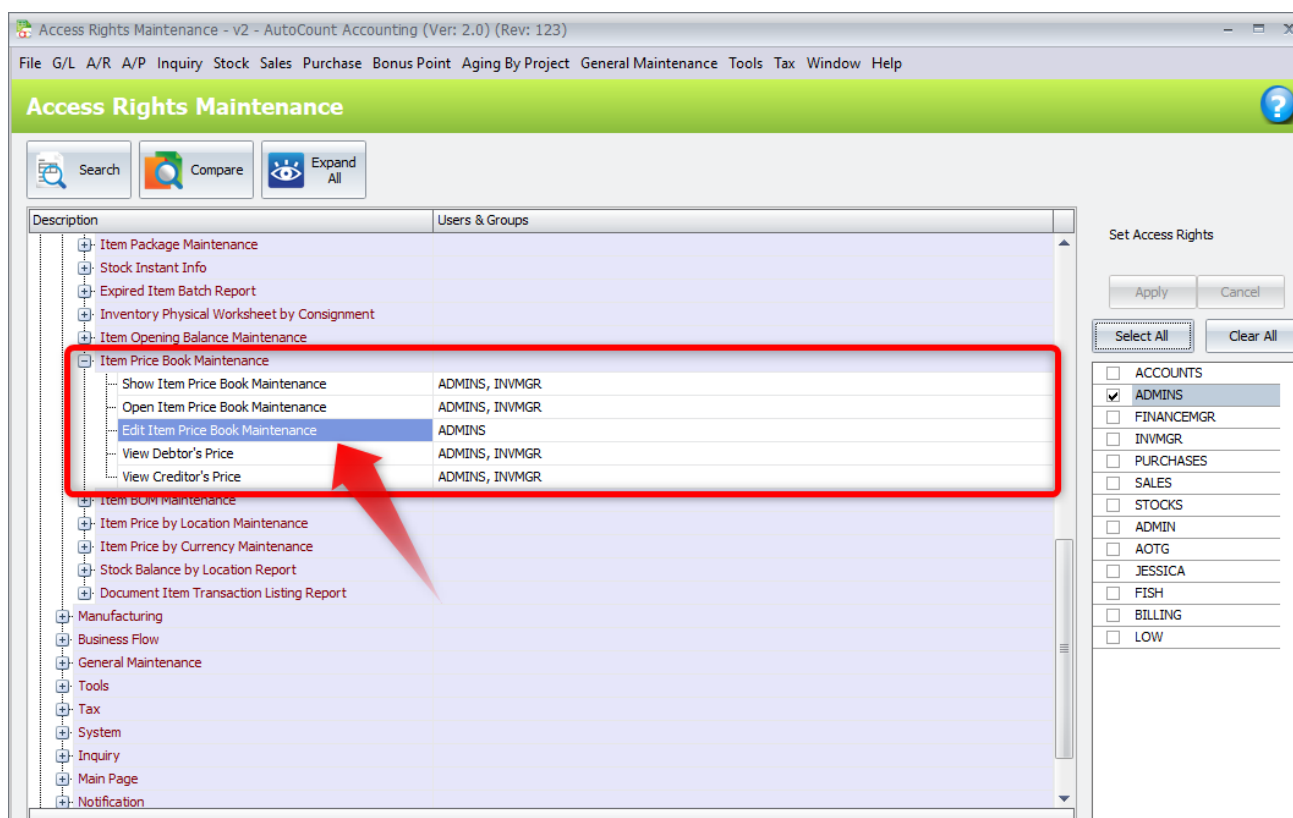 Access Rights Maintenance - v2 - AutoCount Accounting (Ver: 2.0) (Rev: 123)
File G/L A/R A/P Inquiry Stock Sales Purchase Bonus Point Aging By Project General Maintenance Tools Tax Window Help
Access Rights Maintenance
?
Search Compare Expand All
Description Users & Groups
Item Package Maintenance
Stock Instant Info
Expired Item Batch Report
Inventory Physical Worksheet by Consignment
Item Opening Balance Maintenance
Item Price Book Maintenance
Show Item Price Book Maintenance ADMINS, INVMGR
Open Item Price Book Maintenance ADMINS, INVMGR
Edit Item Price Book Maintenance ADMINS
View Debtor's Price ADMINS, INVMGR
View Creditor's Price ADMINS, INVMGR
Item BOM Maintenance
Item Price by Location Maintenance
Item Price by Currency Maintenance
Stock Balance by Location Report
Document Item Transaction Listing Report
Manufacturing
Business Flow
General Maintenance
Tools
Tax
System
Inquiry
Main Page
Notification
Set Access Rights
Apply Cancel
Select All Clear All
ACCOUNTS
ADMINS
FINANCEMGR
INVMGR
PURCHASES
SALES
STOCKS
ADMIN
AOTG
JESSICA
FISH
BILLING
LOW